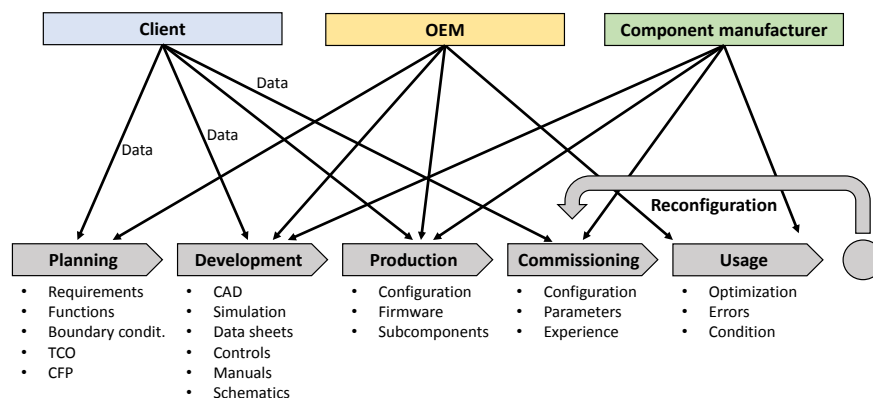 Client
OEM
Component manufacturer
Data
Data
Data
Reconfiguration
Planning
Development
Production
Commissioning
Usage
• Requirements
• Functions
• Boundary condit.
• TCO
• CFP
• CAD
• Simulation
• Data sheets
• Controls
• Manuals
• Schematics
• Configuration
• Firmware
• Subcomponents
• Configuration
• Parameters
• Experience
• Optimization
• Errors
• Condition